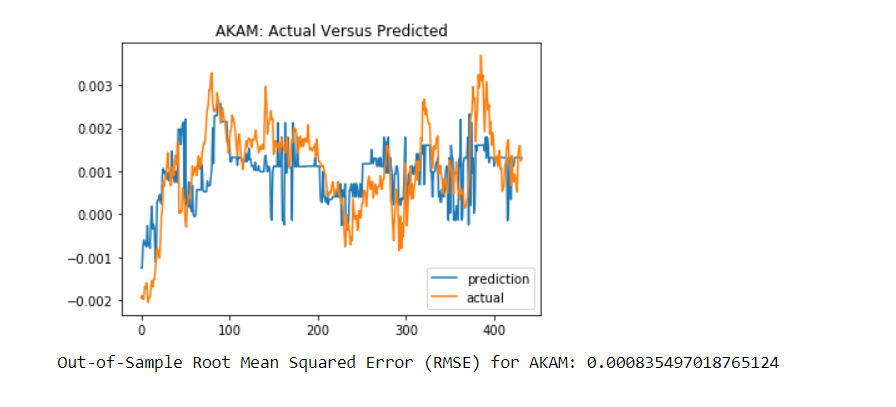 AKAM: Actual Versus Predicted
0.003
0.002
0.001
0.000
−0.001
−0.002
prediction
actual
0 100 200 300 400
Out-of-Sample Root Mean Squared Error (RMSE) for AKAM: 0.000835497018765124